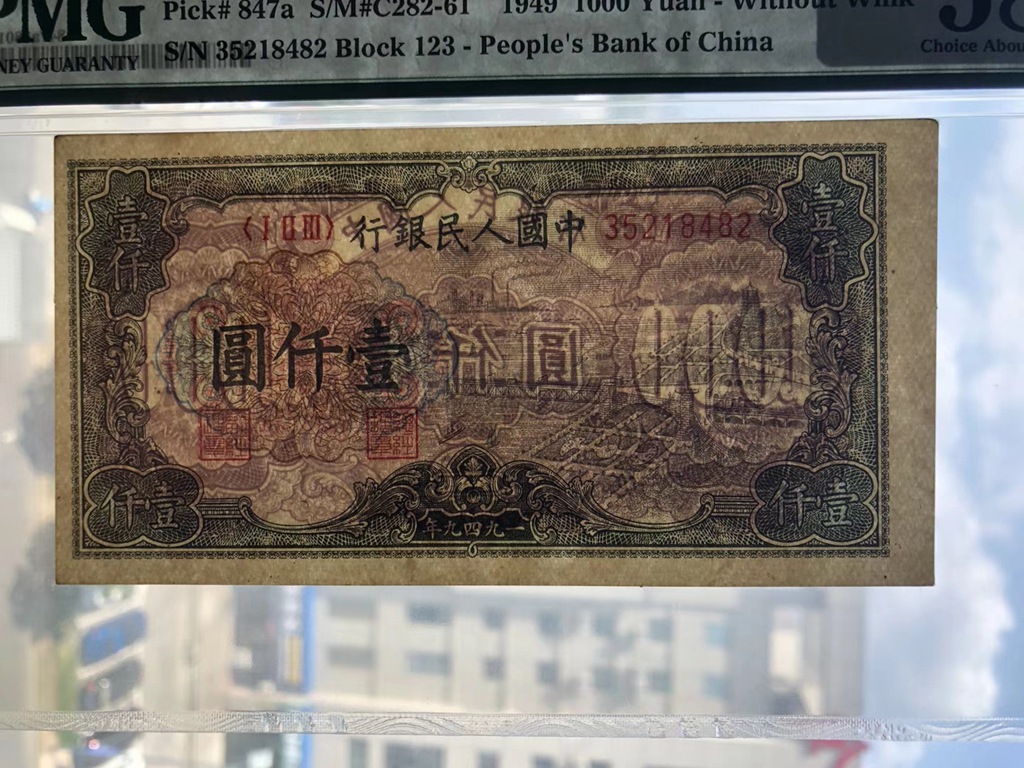 PMG Pick# 847a S/M#C282-61 1949 1000 Yuan - Without Wmk 58
NEY GUARANTY S/N 35218482 Block 123 - People's Bank of China Choice Abou
壹仟
(I II III) 中國人民銀行 35218482
壹仟
壹仟圓
壹仟
壹仟
一九四九年